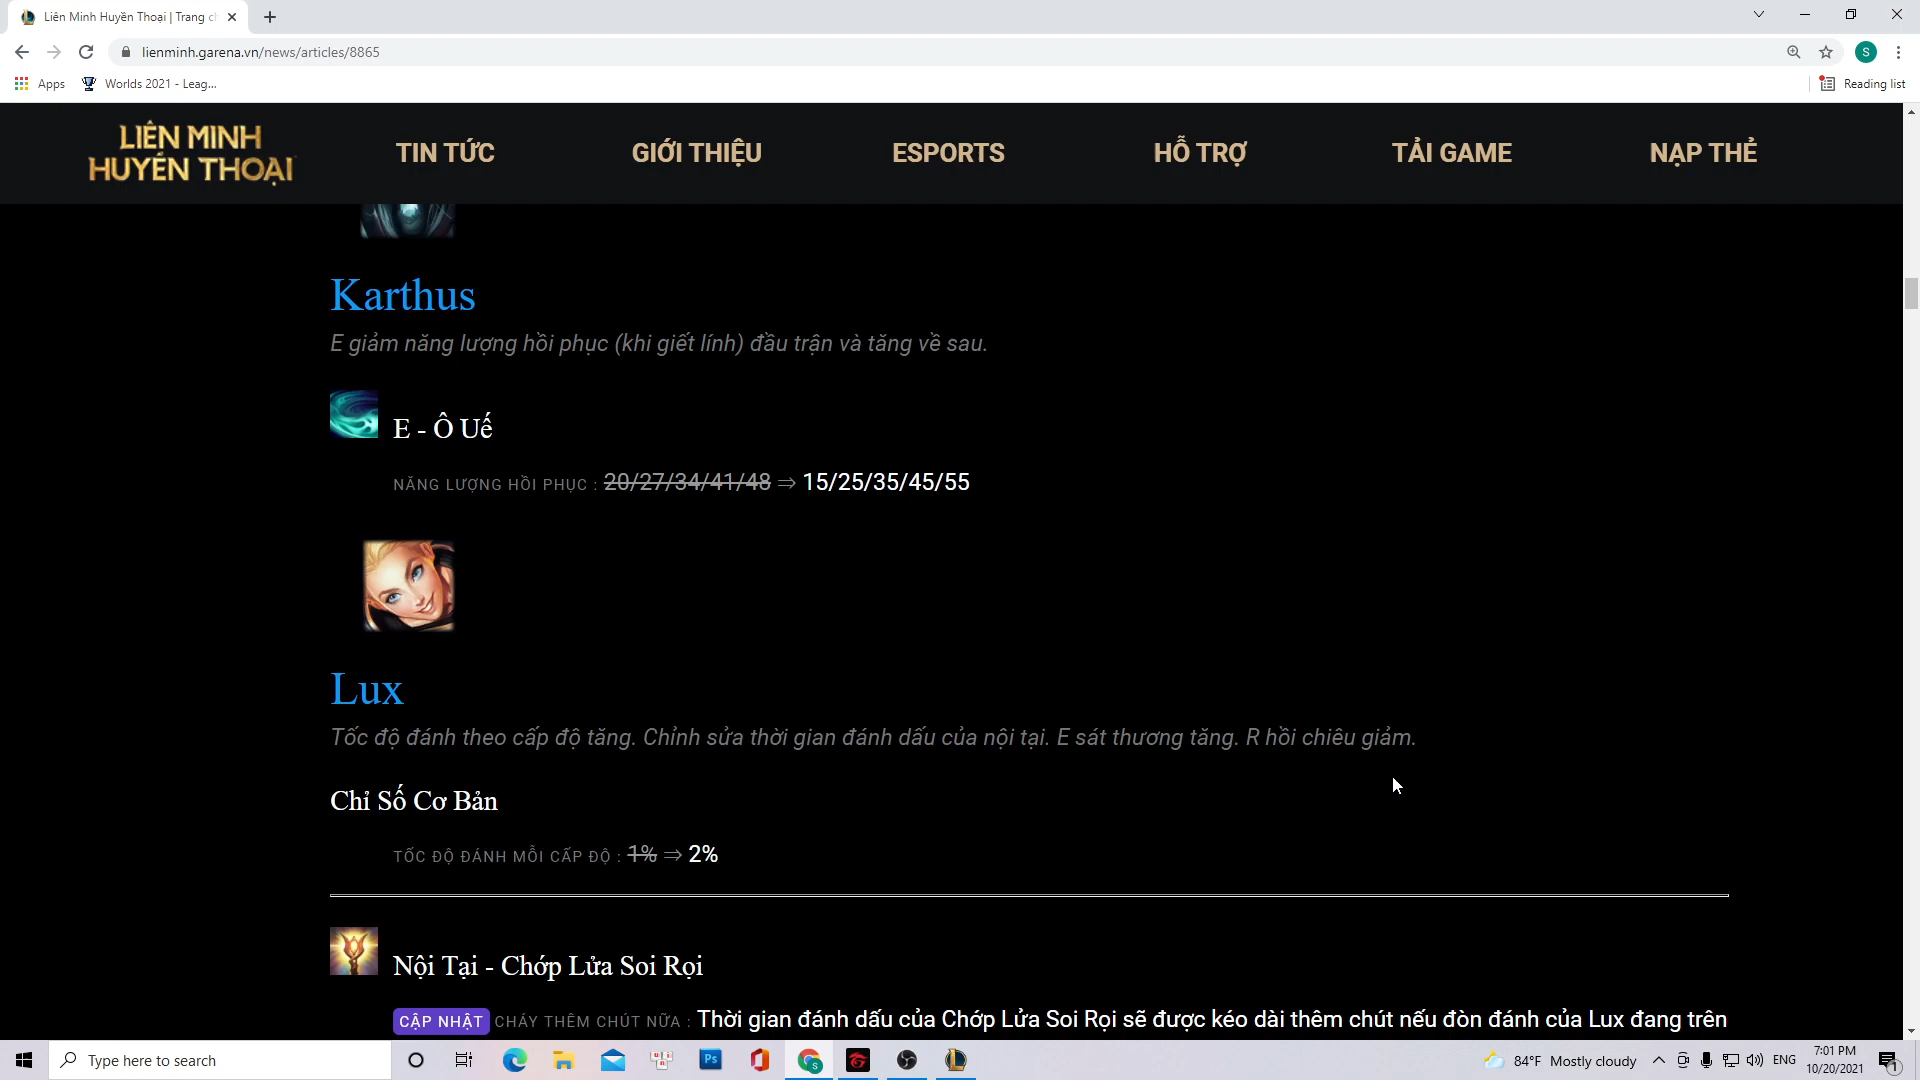 Liên Minh Huyền Thoại | Trang ch
lienminh.garena.vn/news/articles/8865
S
Apps
Worlds 2021 - Leag...
Reading list
LIÊN MINH
HUYỀN THOẠI
TIN TỨC
GIỚI THIỆU
ESPORTS
HỖ TRỢ
TẢI GAME
NẠP THẺ
Karthus
E giảm năng lượng hồi phục (khi giết lính) đầu trận và tăng về sau.
E - Ô Uế
NĂNG LƯỢNG HỒI PHỤC : 20/27/34/41/48 ⇒ 15/25/35/45/55
Lux
Tốc độ đánh theo cấp độ tăng. Chỉnh sửa thời gian đánh dấu của nội tại. E sát thương tăng. R hồi chiêu giảm.
Chỉ Số Cơ Bản
TỐC ĐỘ ĐÁNH MỖI CẤP ĐỘ : 1% ⇒ 2%
Nội Tại - Chớp Lửa Soi Rọi
CẬP NHẬT CHÁY THÊM CHÚT NỮA : Thời gian đánh dấu của Chớp Lửa Soi Rọi sẽ được kéo dài thêm chút nếu đòn đánh của Lux đang trên
Type here to search
Ps
S
84°F Mostly cloudy
ENG
7:01 PM
10/20/2021
1